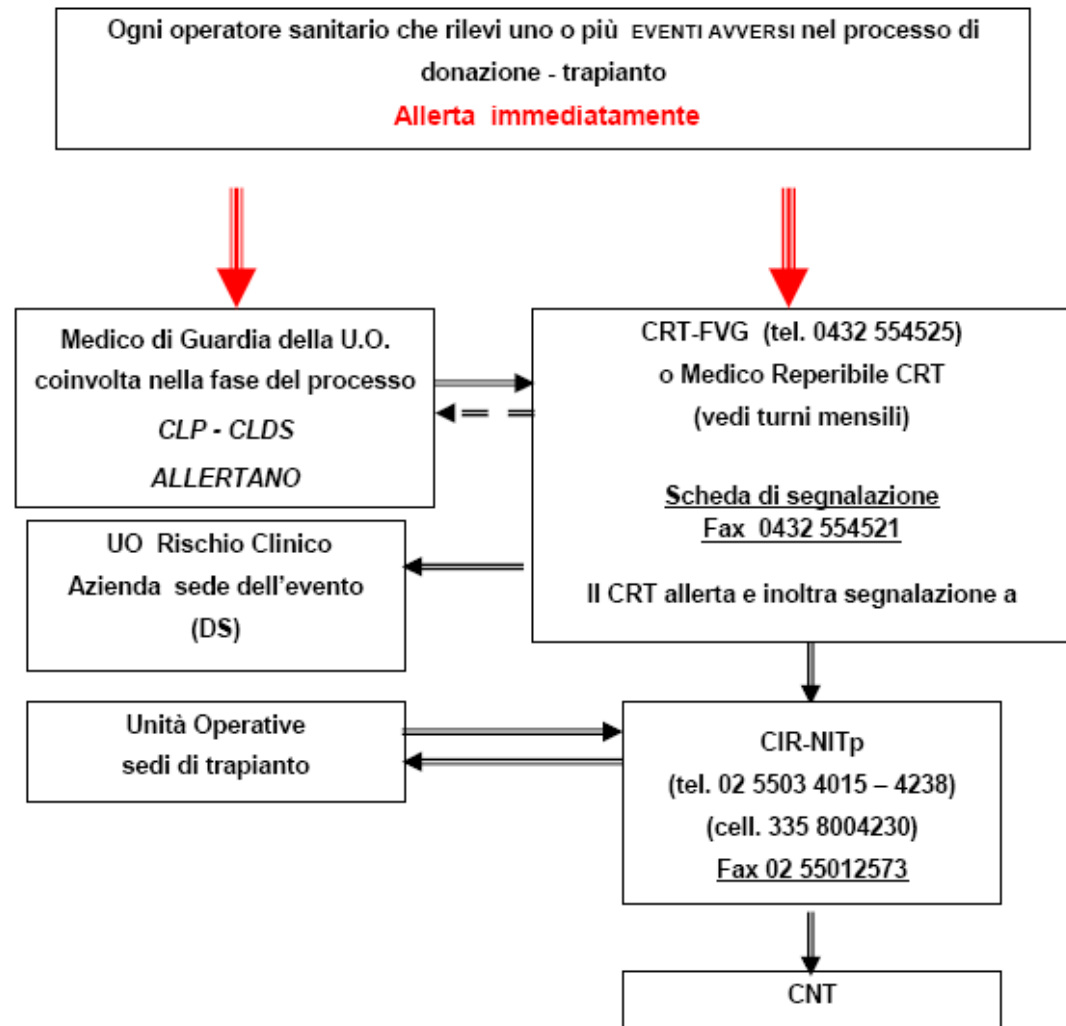 Ogni operatore sanitario che rilevi uno o più EVENTI AVVERSI nel processo di
donazione - trapianto
Allerta immediatamente
Medico di Guardia della U.O.
coinvolta nella fase del processo
CLP - CLDS
ALLERTANO
CRT-FVG (tel. 0432 554525)
o Medico Reperibile CRT
(vedi turni mensili)
Scheda di segnalazione
Fax 0432 554521
Il CRT allerta e inoltra segnalazione a
UO Rischio Clinico
Azienda sede dell'evento
(DS)
Unità Operative
sedi di trapianto
CIR-NITp
(tel. 02 5503 4015 – 4238)
(cell. 335 8004230)
Fax 02 55012573
CNT